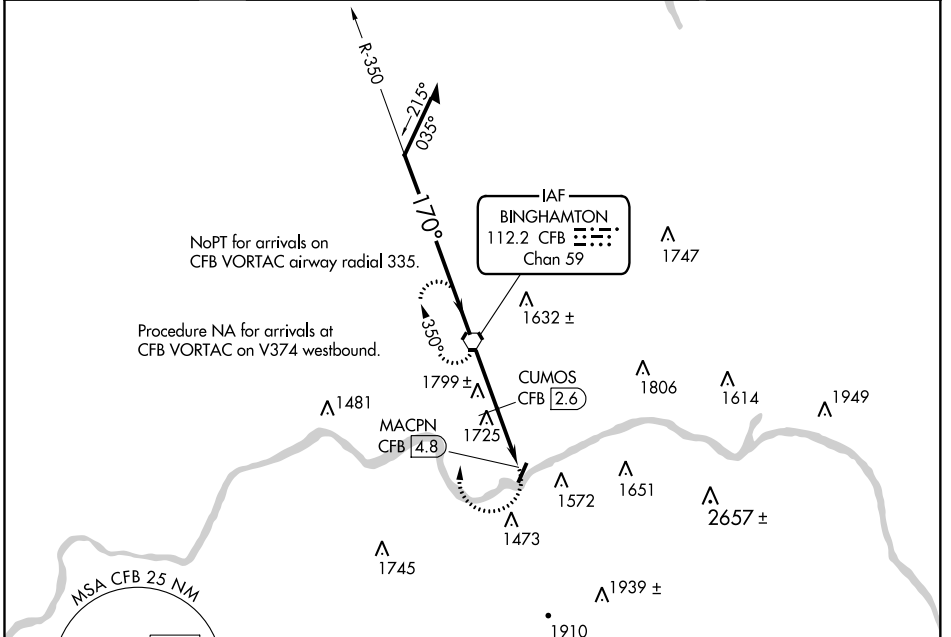 R-350
215°
035°
170°
IAF
BINGHAMTON
112.2 CFB
Chan 59
1747
NoPT for arrivals on
CFB VORTAC airway radial 335.
1632 ±
350°
Procedure NA for arrivals at
CFB VORTAC on V374 westbound.
1799 ±
CUMOS
CFB 2.6
1806
1614
1949
1481
1725
MACPN
CFB 4.8
1572
1651
2657 ±
1473
1745
MSA CFB 25 NM
1939 ±
1910